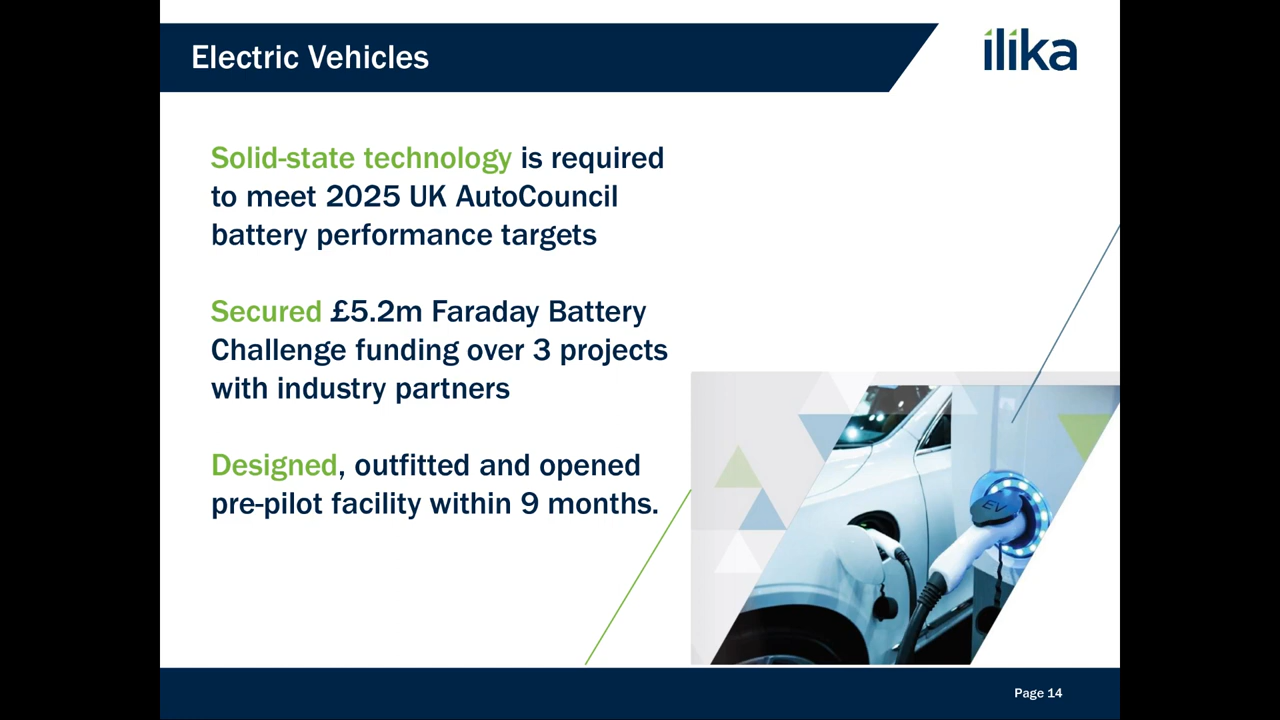 Electric Vehicles
ilika
Solid-state technology is required
to meet 2025 UK AutoCouncil
battery performance targets
Secured £5.2m Faraday Battery
Challenge funding over 3 projects
with industry partners
Designed, outfitted and opened
pre-pilot facility within 9 months.
EV
Page 14